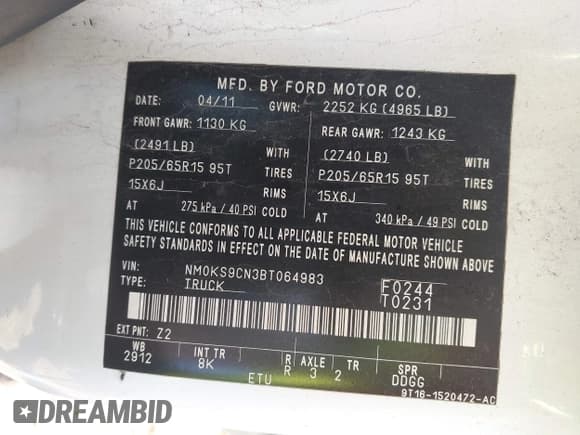 MFD. BY FORD MOTOR CO.
DATE: 04/11 GVWR: 2252 KG (4965 LB)
FRONT GAWR: 1130 KG REAR GAWR: 1243 KG
(2491 LB) WITH (2740 LB) WITH
P205/65R15 95T TIRES P205/65R15 95T TIRES
15X6J RIMS 15X6J RIMS
AT 275 kPa / 40 PSI COLD AT 340 kPa / 49 PSI COLD
THIS VEHICLE CONFORMS TO ALL APPLICABLE FEDERAL MOTOR VEHICLE
SAFETY STANDARDS IN EFFECT ON THE DATE OF MANUFACTURE SHOWN ABOVE
VIN: NM0KS9CN3BT064983 F0244
TYPE: TRUCK T0231
EXT PNT: Z2
WB INT TR R AXLE TR SPR
2912 8K R 3 2 DDGG
ETU 9T16-1520472-AC
DREAMBID